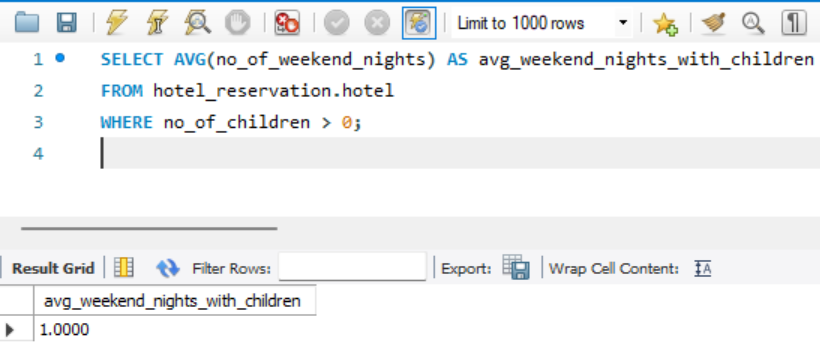 Limit to 1000 rows
1 SELECT AVG(no_of_weekend_nights) AS avg_weekend_nights_with_children
2 FROM hotel_reservation.hotel
3 WHERE no_of_children > 0;
4
Result Grid Filter Rows: Export: Wrap Cell Content: IA
avg_weekend_nights_with_children
1.0000